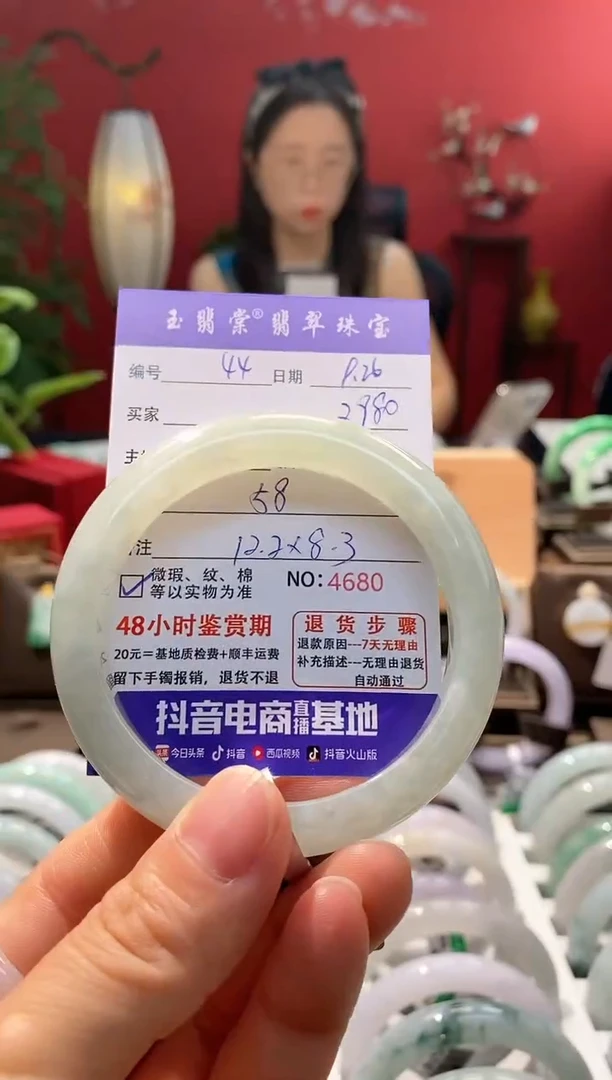 玉翡棠®翡翠珠宝
编号 44 日期 9.26
买家 2980
58
注 12.2×8.3
☑微瑕、纹、棉
等以实物为准
NO:4680
48小时鉴赏期
20元=基地质检费+顺丰运费
留下手镯报销，退货不退
退货步骤
退款原因---7天无理由
补充描述---无理由退货
自动通过
抖音电商直播基地
头条 今日头条 抖音 西瓜视频 抖音火山版